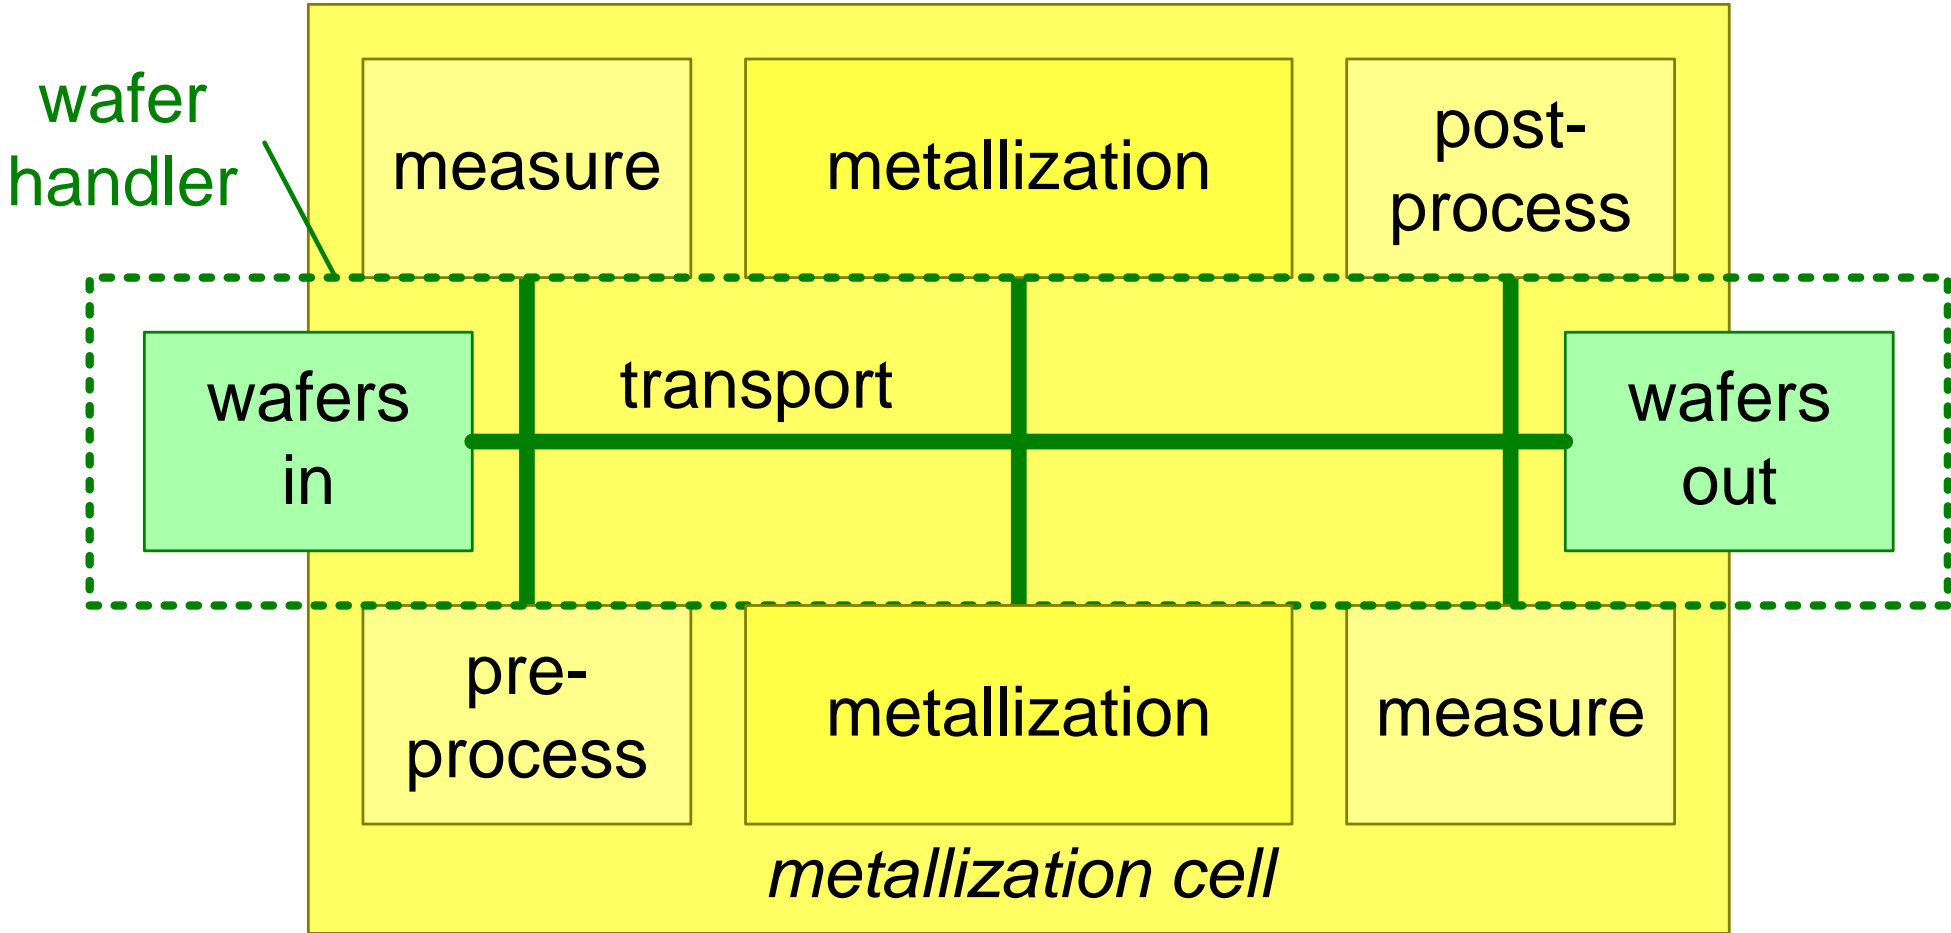 wafer
handler
measure
metallization
post-
process
wafers
in
transport
wafers
out
pre-
process
metallization
measure
metallization cell